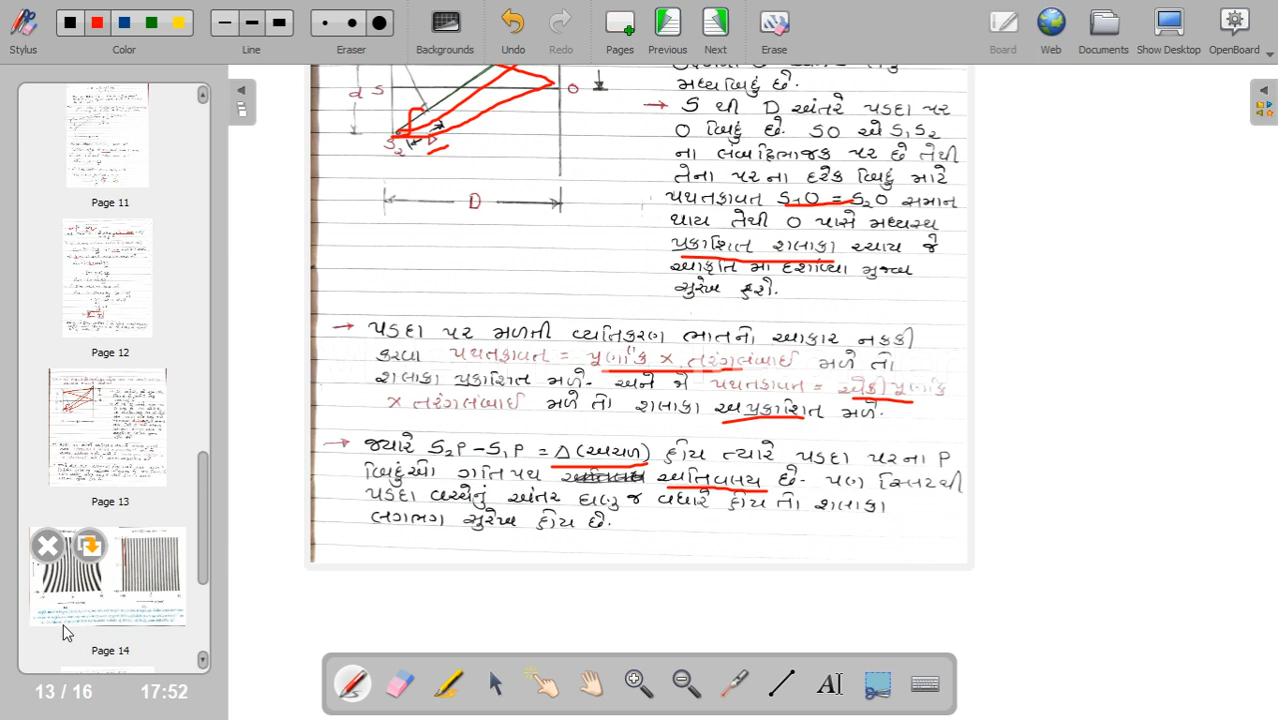 Stylus
Color
Line
Eraser
Backgrounds
Undo
Redo
Pages
Previous
Next
Erase
Board
Web
Documents
Show Desktop
OpenBoard
Page 11
Page 12
Page 13
Page 14
13 / 16
17:52
d
S
O
S₂
D
મધ્યબિંદુ છે.
→ S થી D અંતરે પડદા પર
O બિંદુ છે. SO એ S₁S₂
ના લંબદ્વિભાજક પર છે તેથી
તેના પરના દરેક બિંદુ માટે
પથતફાવત S₁O = S₂O સમાન
થાય તેથી O પાસે મધ્યસ્થ
પ્રકાશિત શલાકા રચાય જે
આકૃતિ મા દર્શાવ્યા મુજબ
સુરેખ હશે.
→ પડદા પર મળતી વ્યતિકરણ ભાતનો આકાર નક્કી
કરવા પથતફાવત = પૂર્ણાંક × તરંગલંબાઈ મળે તો
શલાકા પ્રકાશિત મળે. અને જો પથતફાવત = એકી પૂર્ણાંક
× તરંગલંબાઈ મળે તો શલાકા અપ્રકાશિત મળે.
→ જ્યારે S₂P - S₁P = Δ (અચળ) હોય ત્યારે પડદા પરના P
બિંદુઓ ગતિપથ અતિવલય છે. પણ સ્લિટથી
પડદા વચ્ચેનું અંતર ઘણુ જ વધારે હોય તો શલાકા
લગભગ સુરેખ હોય છે.